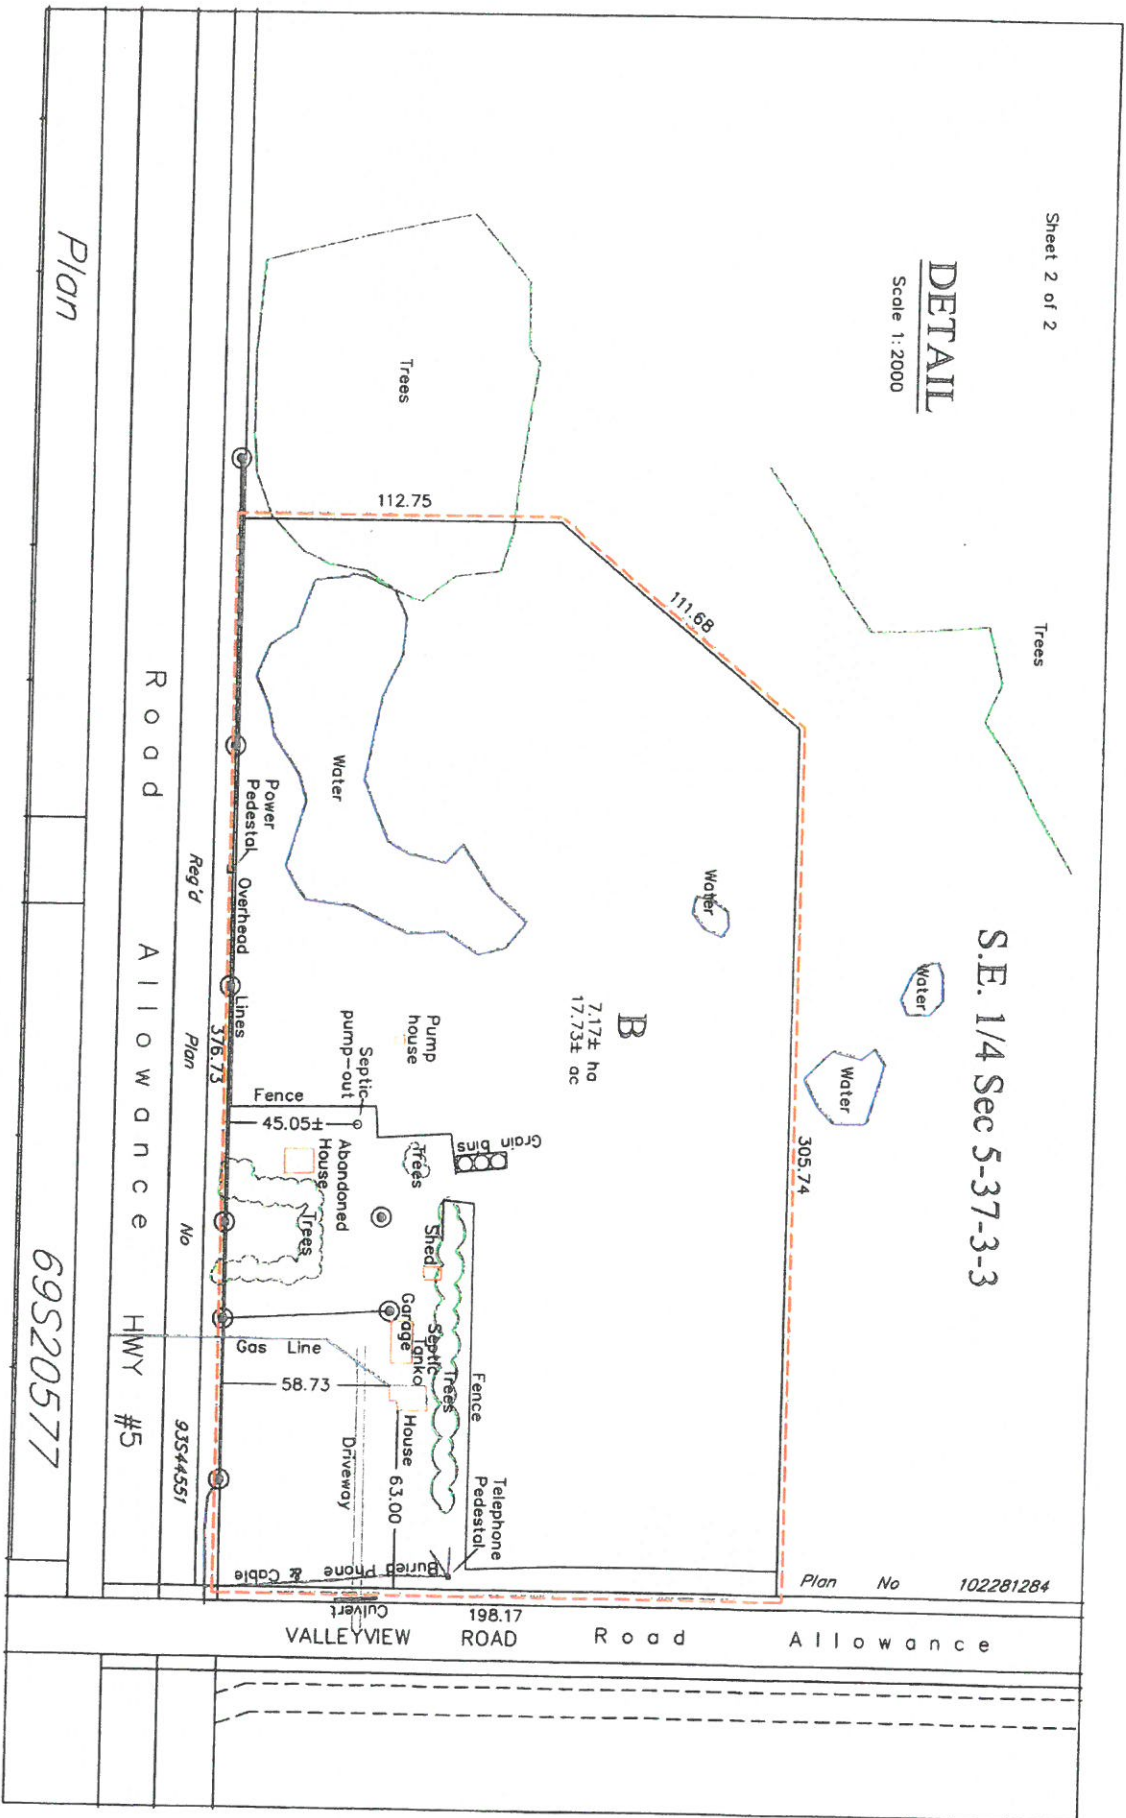 Sheet 2 of 2
DETAIL
Scale 1:2000
Trees
S.E. 1/4 Sec 5-37-3-3
Water
Water
Water
111.68
305.74
112.75
Trees
B
7.17± ha
17.73± ac
Water
Power
Pedestal
Overhead
Lines
376.73
Pump
house
Septic
pump-out
Fence
45.05±
Grain
bins
Trees
Abandoned
House
Trees
Shed
Garage
Septic
Tank
Trees
Fence
House
Gas Line
58.73
63.00
Driveway
Telephone
Pedestal
Buried Phone & Cable
Culvert
198.17
Plan No 102281284
VALLEYVIEW ROAD Road Allowance
Reg'd Plan No 93S44551
Road Allowance HWY #5
Plan 69S20577